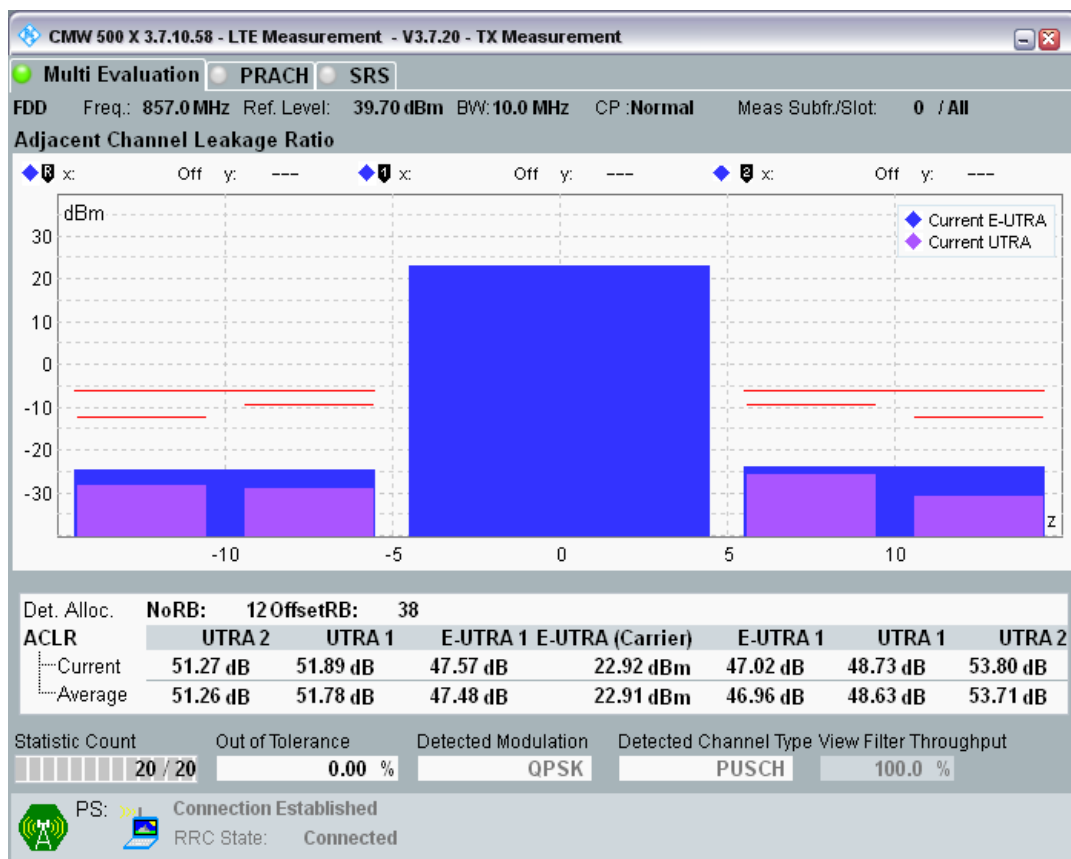 CMW 500 X 3.7.10.58 - LTE Measurement - V3.7.20 - TX Measurement
Multi Evaluation PRACH SRS
FDD Freq.: 857.0 MHz Ref. Level: 39.70 dBm BW: 10.0 MHz CP :Normal Meas Subfr./Slot: 0 / All
Adjacent Channel Leakage Ratio
R x: Off y: --- 1 x: Off y: --- 2 x: Off y: ---
dBm
Current E-UTRA
Current UTRA
30
20
10
0
-10
-20
-30
z
-10 -5 0 5 10
Det. Alloc. NoRB: 12 OffsetRB: 38
ACLR UTRA 2 UTRA 1 E-UTRA 1 E-UTRA (Carrier) E-UTRA 1 UTRA 1 UTRA 2
Current 51.27 dB 51.89 dB 47.57 dB 22.92 dBm 47.02 dB 48.73 dB 53.80 dB
Average 51.26 dB 51.78 dB 47.48 dB 22.91 dBm 46.96 dB 48.63 dB 53.71 dB
Statistic Count Out of Tolerance Detected Modulation Detected Channel Type View Filter Throughput
20 / 20 0.00 % QPSK PUSCH 100.0 %
PS: Connection Established
RRC State: Connected